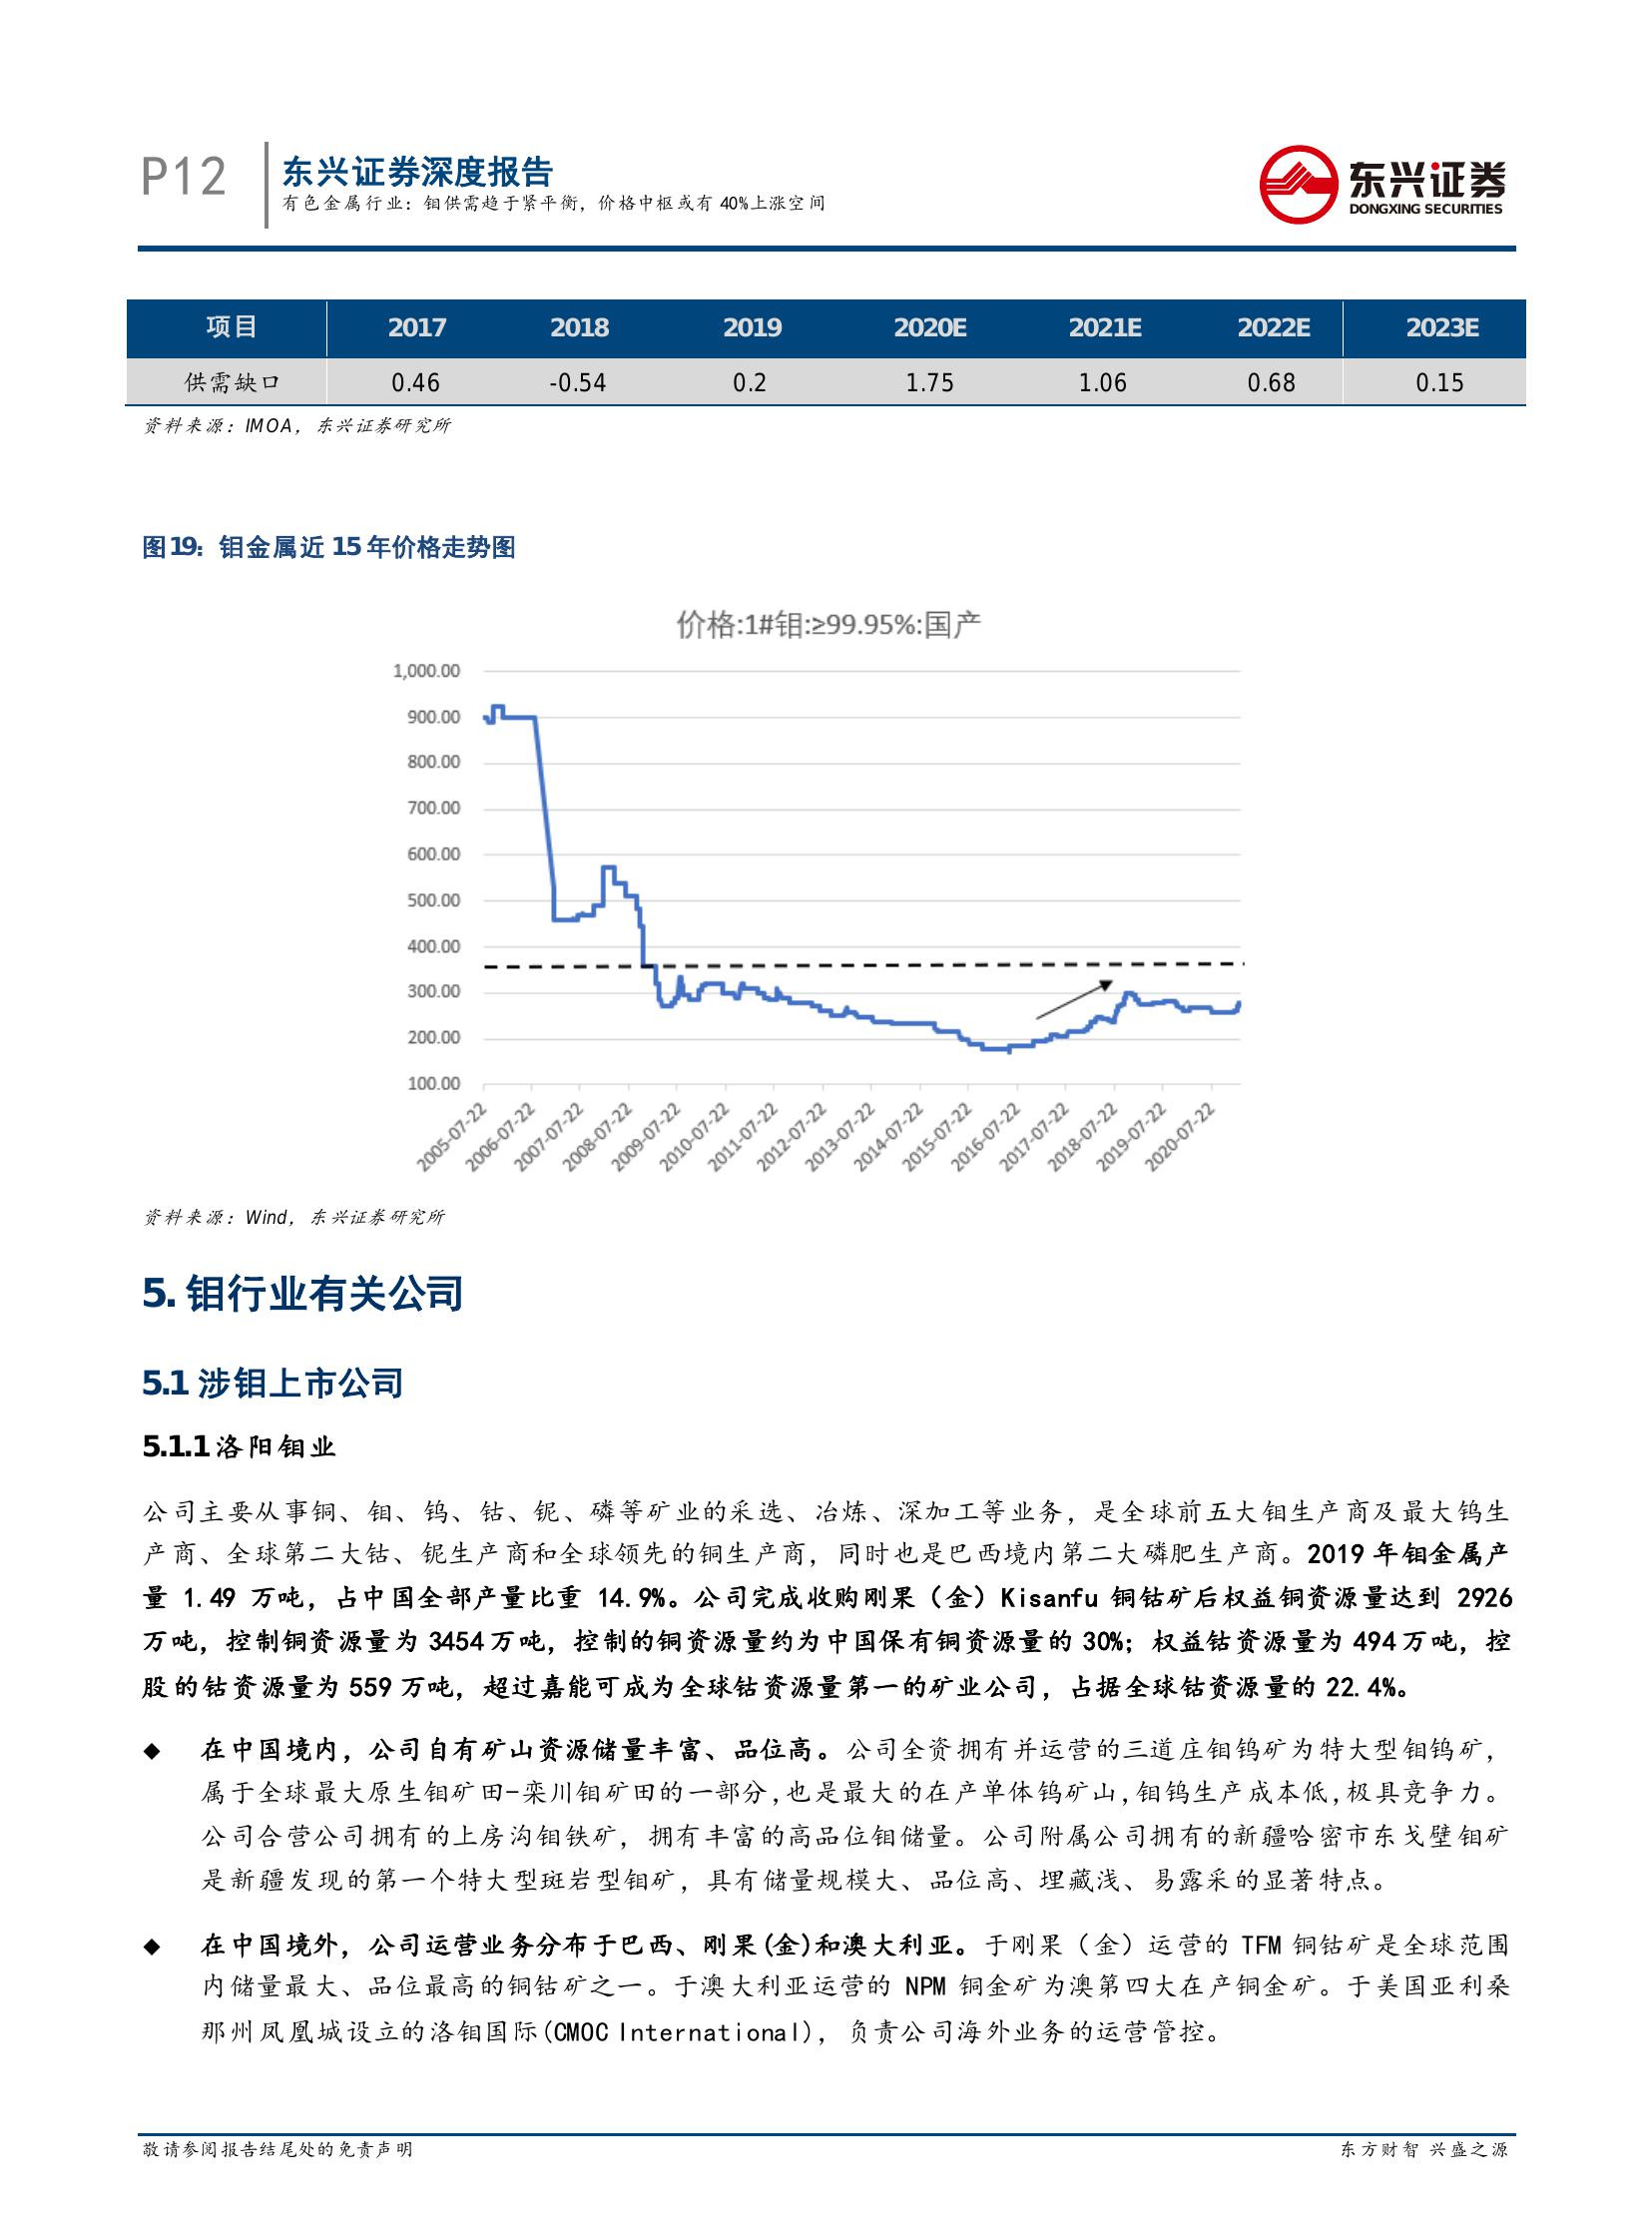 P12
东兴证券深度报告
有色金属行业：钼供需趋于紧平衡，价格中枢或有 40%上涨空间
东兴证券
DONGXING SECURITIES
项目 2017 2018 2019 2020E 2021E 2022E 2023E
供需缺口 0.46 -0.54 0.2 1.75 1.06 0.68 0.15
资料来源：IMOA，东兴证券研究所
图19：钼金属近 15 年价格走势图
价格:1#钼:≥99.95%:国产
1,000.00
900.00
800.00
700.00
600.00
500.00
400.00
300.00
200.00
100.00
2005-07-22 2006-07-22 2007-07-22 2008-07-22 2009-07-22 2010-07-22 2011-07-22 2012-07-22 2013-07-22 2014-07-22 2015-07-22 2016-07-22 2017-07-22 2018-07-22 2019-07-22 2020-07-22
资料来源：Wind，东兴证券研究所
5. 钼行业有关公司
5.1 涉钼上市公司
5.1.1 洛阳钼业
公司主要从事铜、钼、钨、钴、铌、磷等矿业的采选、冶炼、深加工等业务，是全球前五大钼生产商及最大钨生
产商、全球第二大钴、铌生产商和全球领先的铜生产商，同时也是巴西境内第二大磷肥生产商。2019 年钼金属产
量 1.49 万吨，占中国全部产量比重 14.9%。公司完成收购刚果（金）Kisanfu 铜钴矿后权益铜资源量达到 2926
万吨，控制铜资源量为 3454 万吨，控制的铜资源量约为中国保有铜资源量的 30%；权益钴资源量为 494 万吨，控
股的钴资源量为 559 万吨，超过嘉能可成为全球钴资源量第一的矿业公司，占据全球钴资源量的 22.4%。
◆ 在中国境内，公司自有矿山资源储量丰富、品位高。公司全资拥有并运营的三道庄钼钨矿为特大型钼钨矿，
属于全球最大原生钼矿田-栾川钼矿田的一部分,也是最大的在产单体钨矿山,钼钨生产成本低,极具竞争力。
公司合营公司拥有的上房沟钼铁矿，拥有丰富的高品位钼储量。公司附属公司拥有的新疆哈密市东戈壁钼矿
是新疆发现的第一个特大型斑岩型钼矿，具有储量规模大、品位高、埋藏浅、易露采的显著特点。
◆ 在中国境外，公司运营业务分布于巴西、刚果(金)和澳大利亚。于刚果（金）运营的 TFM 铜钴矿是全球范围
内储量最大、品位最高的铜钴矿之一。于澳大利亚运营的 NPM 铜金矿为澳第四大在产铜金矿。于美国亚利桑
那州凤凰城设立的洛钼国际(CMOC International)，负责公司海外业务的运营管控。
敬请参阅报告结尾处的免责声明
东方财智 兴盛之源